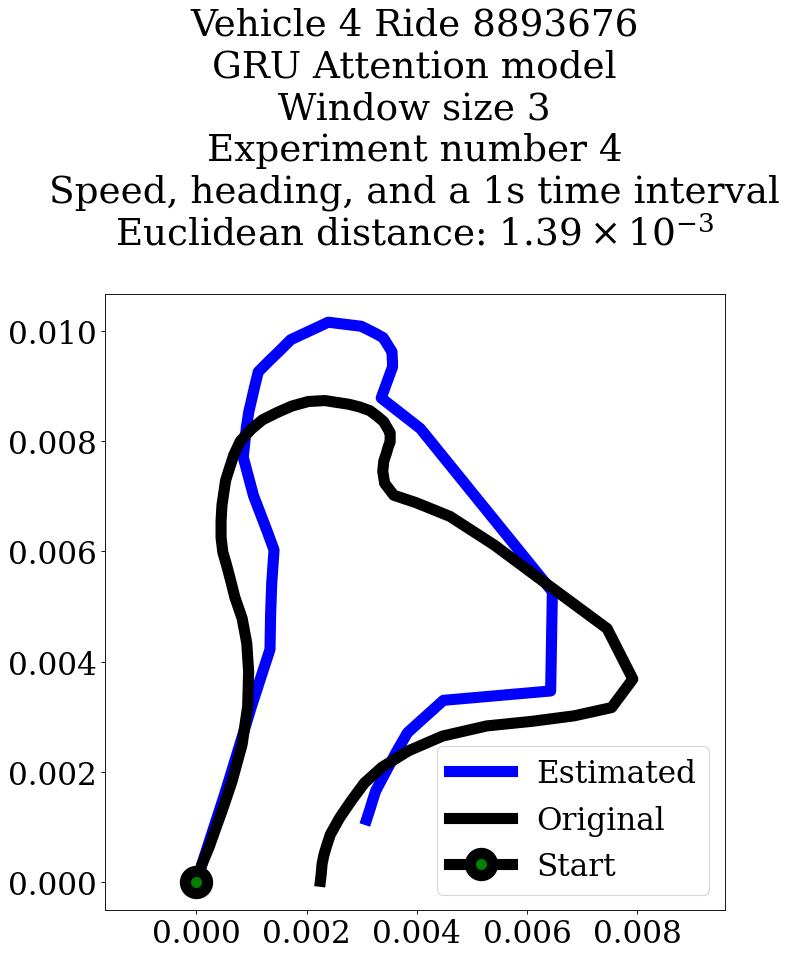 Vehicle 4 Ride 8893676
GRU Attention model
Window size 3
Experiment number 4
Speed, heading, and a 1s time interval
Euclidean distance: 1.39 × 10⁻³
0.010
0.008
0.006
0.004
0.002
0.000
Estimated
Original
Start
0.000 0.002 0.004 0.006 0.008